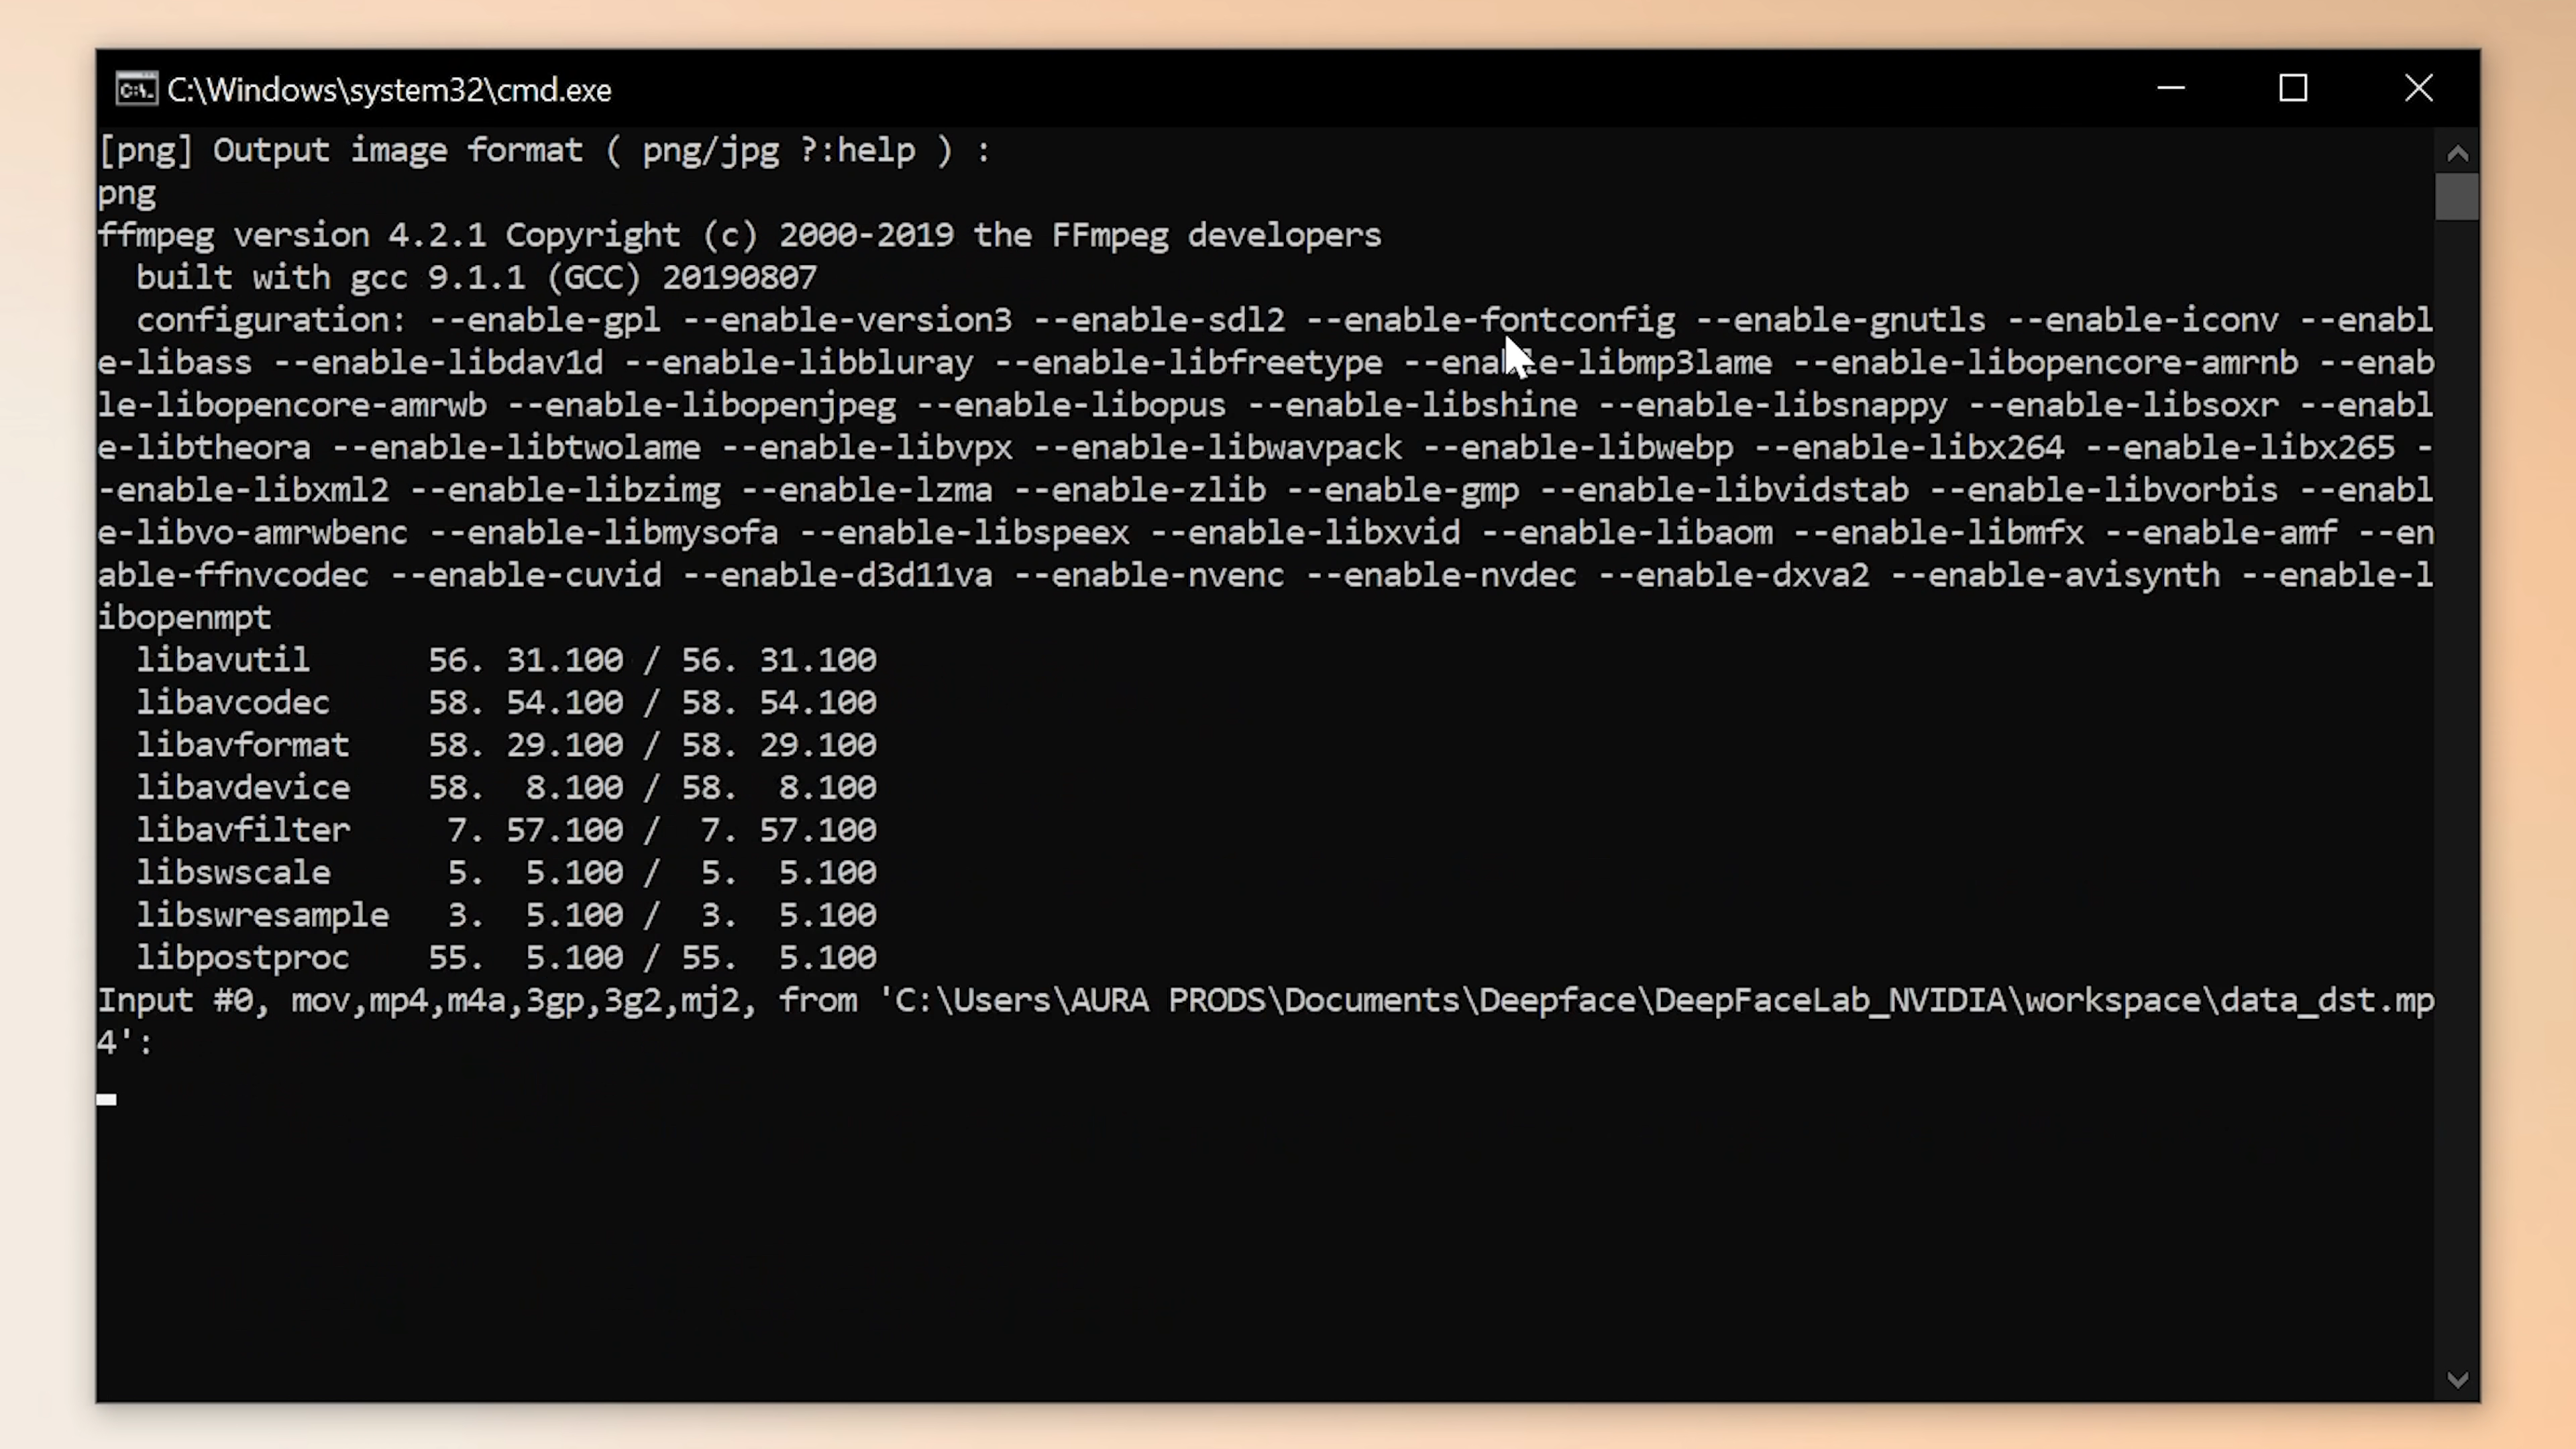 C:\Windows\system32\cmd.exe
[png] Output image format ( png/jpg ?:help ) :
png
ffmpeg version 4.2.1 Copyright (c) 2000-2019 the FFmpeg developers
  built with gcc 9.1.1 (GCC) 20190807
  configuration: --enable-gpl --enable-version3 --enable-sdl2 --enable-fontconfig --enable-gnutls --enable-iconv --enabl
e-libass --enable-libdav1d --enable-libbluray --enable-libfreetype --enable-libmp3lame --enable-libopencore-amrnb --enab
le-libopencore-amrwb --enable-libopenjpeg --enable-libopus --enable-libshine --enable-libsnappy --enable-libsoxr --enabl
e-libtheora --enable-libtwolame --enable-libvpx --enable-libwavpack --enable-libwebp --enable-libx264 --enable-libx265 -
-enable-libxml2 --enable-libzimg --enable-lzma --enable-zlib --enable-gmp --enable-libvidstab --enable-libvorbis --enabl
e-libvo-amrwbenc --enable-libmysofa --enable-libspeex --enable-libxvid --enable-libaom --enable-libmfx --enable-amf --en
able-ffnvcodec --enable-cuvid --enable-d3d11va --enable-nvenc --enable-nvdec --enable-dxva2 --enable-avisynth --enable-l
ibopenmpt
  libavutil      56. 31.100 / 56. 31.100
  libavcodec     58. 54.100 / 58. 54.100
  libavformat    58. 29.100 / 58. 29.100
  libavdevice    58.  8.100 / 58.  8.100
  libavfilter     7. 57.100 /  7. 57.100
  libswscale      5.  5.100 /  5.  5.100
  libswresample   3.  5.100 /  3.  5.100
  libpostproc    55.  5.100 / 55.  5.100
Input #0, mov,mp4,m4a,3gp,3g2,mj2, from 'C:\Users\AURA PRODS\Documents\Deepface\DeepFaceLab_NVIDIA\workspace\data_dst.mp
4':